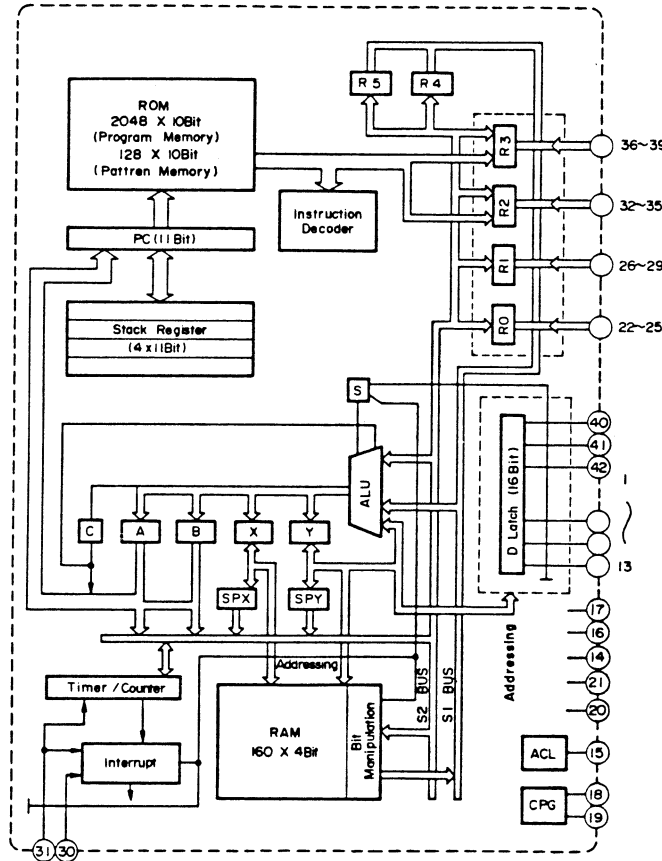 R5
R4
ROM
2048 X 10Bit
(Program Memory)
128 X 10Bit
(Pattren Memory)
R3
36~39
Instruction
Decoder
R2
32~35
PC (11 Bit)
R1
26~29
Stack Register
(4 x 11Bit)
R0
22~25
S
ALU
D Latch (16Bit)
40
41
42
1
13
C
A
B
X
Y
SPX
SPY
Addressing
Addressing
17
16
14
21
20
Timer / Counter
S2 BUS
S1 BUS
RAM
160 X 4Bit
Bit
Manipulation
Interrupt
ACL
15
CPG
18
19
31
30